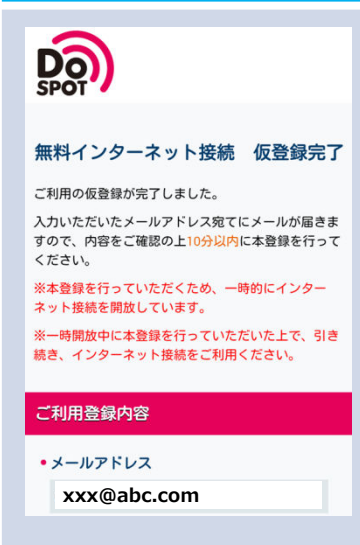 Do
SPOT
無料インターネット接続　仮登録完了
ご利用の仮登録が完了しました。
入力いただいたメールアドレス宛てにメールが届きま
すので、内容をご確認の上10分以内に本登録を行って
ください。
※本登録を行っていただくため、一時的にインター
ネット接続を開放しています。
※一時開放中に本登録を行っていただいた上で、引き
続き、インターネット接続をご利用ください。
ご利用登録内容
• メールアドレス
xxx@abc.com